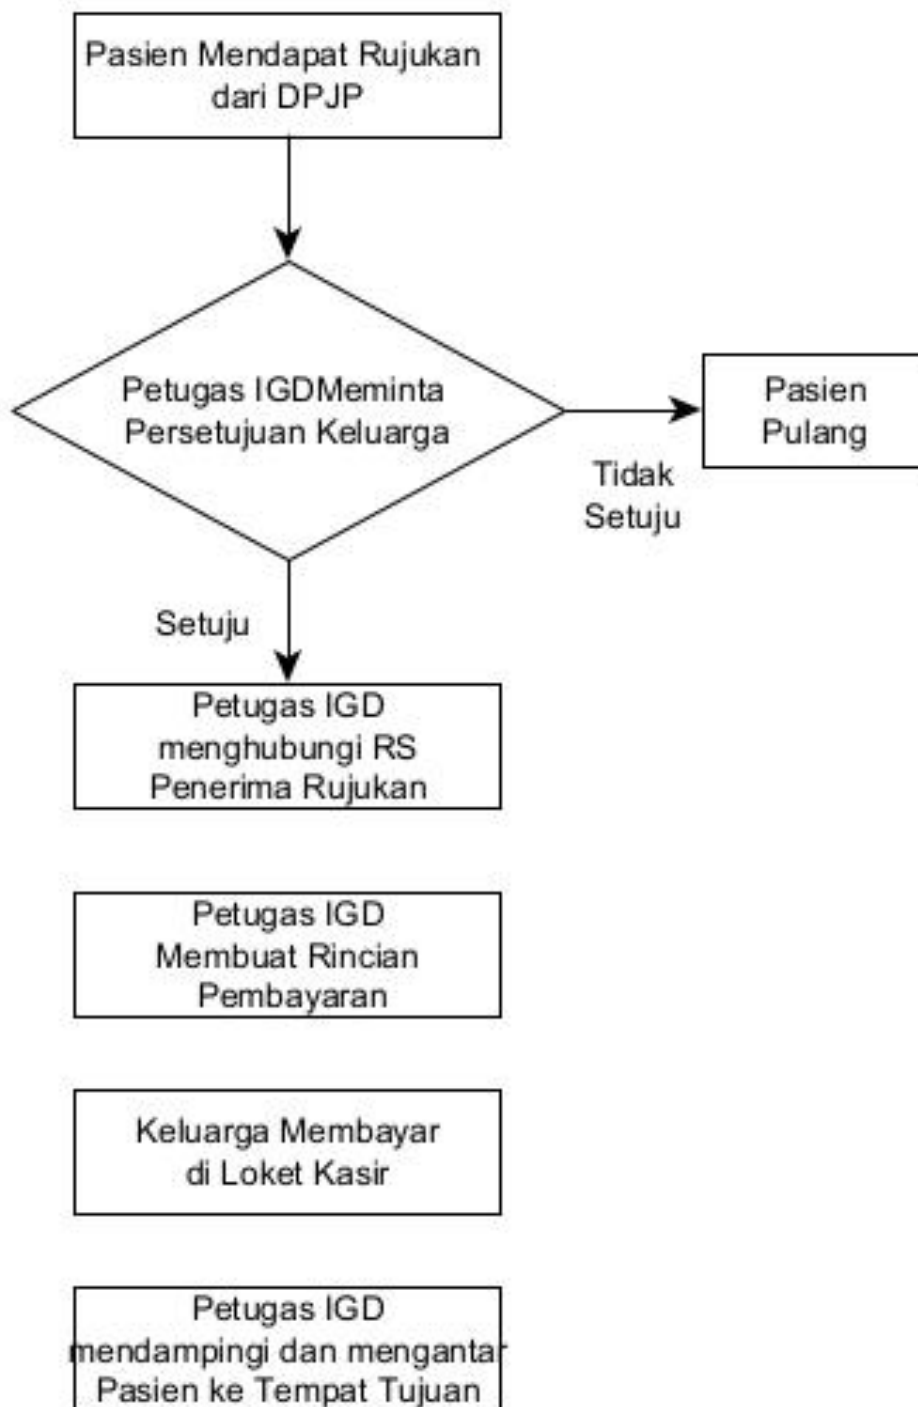 Pasien Mendapat Rujukan
dari DPJP
Petugas IGDMeminta
Persetujuan Keluarga
Pasien
Pulang
Tidak
Setuju
Setuju
Petugas IGD
menghubungi RS
Penerima Rujukan
Petugas IGD
Membuat Rincian
Pembayaran
Keluarga Membayar
di Loket Kasir
Petugas IGD
mendampingi dan mengantar
Pasien ke Tempat Tujuan